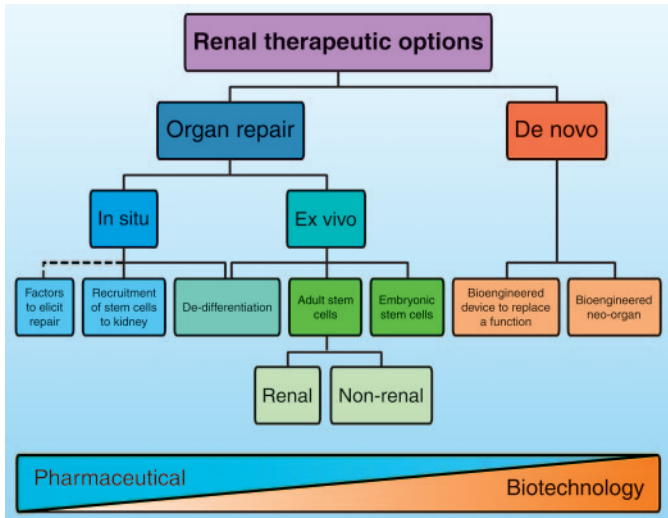 Renal therapeutic options
Organ repair
De novo
In situ
Ex vivo
Factors
to elicit
repair
Recruitment
of stem cells
to kidney
De-differentiation
Adult stem
cells
Embryonic
stem cells
Bioengineered
device to replace
a function
Bioengineered
neo-organ
Renal
Non-renal
Pharmaceutical
Biotechnology